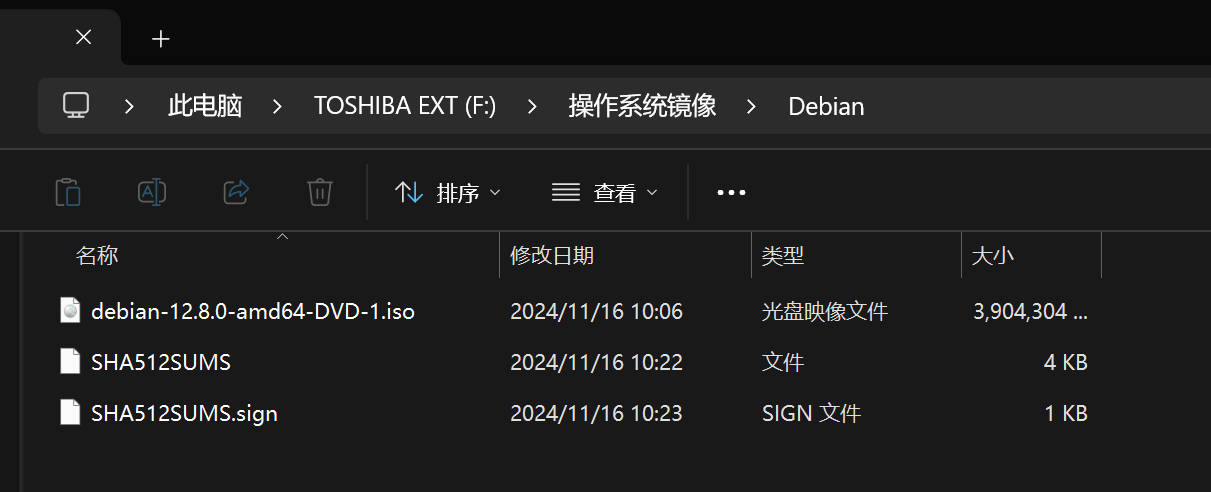 此电脑 > TOSHIBA EXT (F:) > 操作系统镜像 > Debian
排序 查看
名称 修改日期 类型 大小
debian-12.8.0-amd64-DVD-1.iso 2024/11/16 10:06 光盘映像文件 3,904,304 ...
SHA512SUMS 2024/11/16 10:22 文件 4 KB
SHA512SUMS.sign 2024/11/16 10:23 SIGN 文件 1 KB